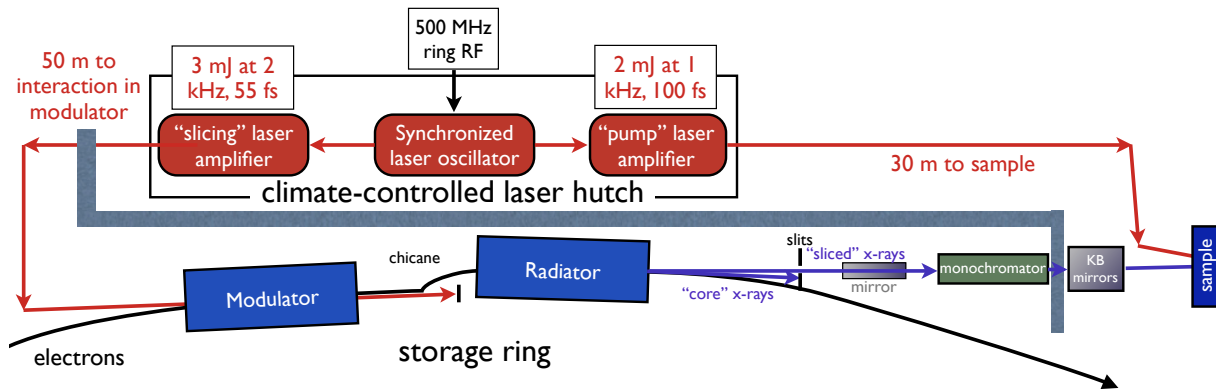 50 m to
interaction in
modulator
3 mJ at 2
kHz, 55 fs
500 MHz
ring RF
2 mJ at 1
kHz, 100 fs
“slicing” laser
amplifier
Synchronized
laser oscillator
“pump” laser
amplifier
30 m to sample
climate-controlled laser hutch
chicane
Modulator
Radiator
slits
“sliced” x-rays
mirror
“core” x-rays
monochromator
KB
mirrors
sample
electrons
storage ring